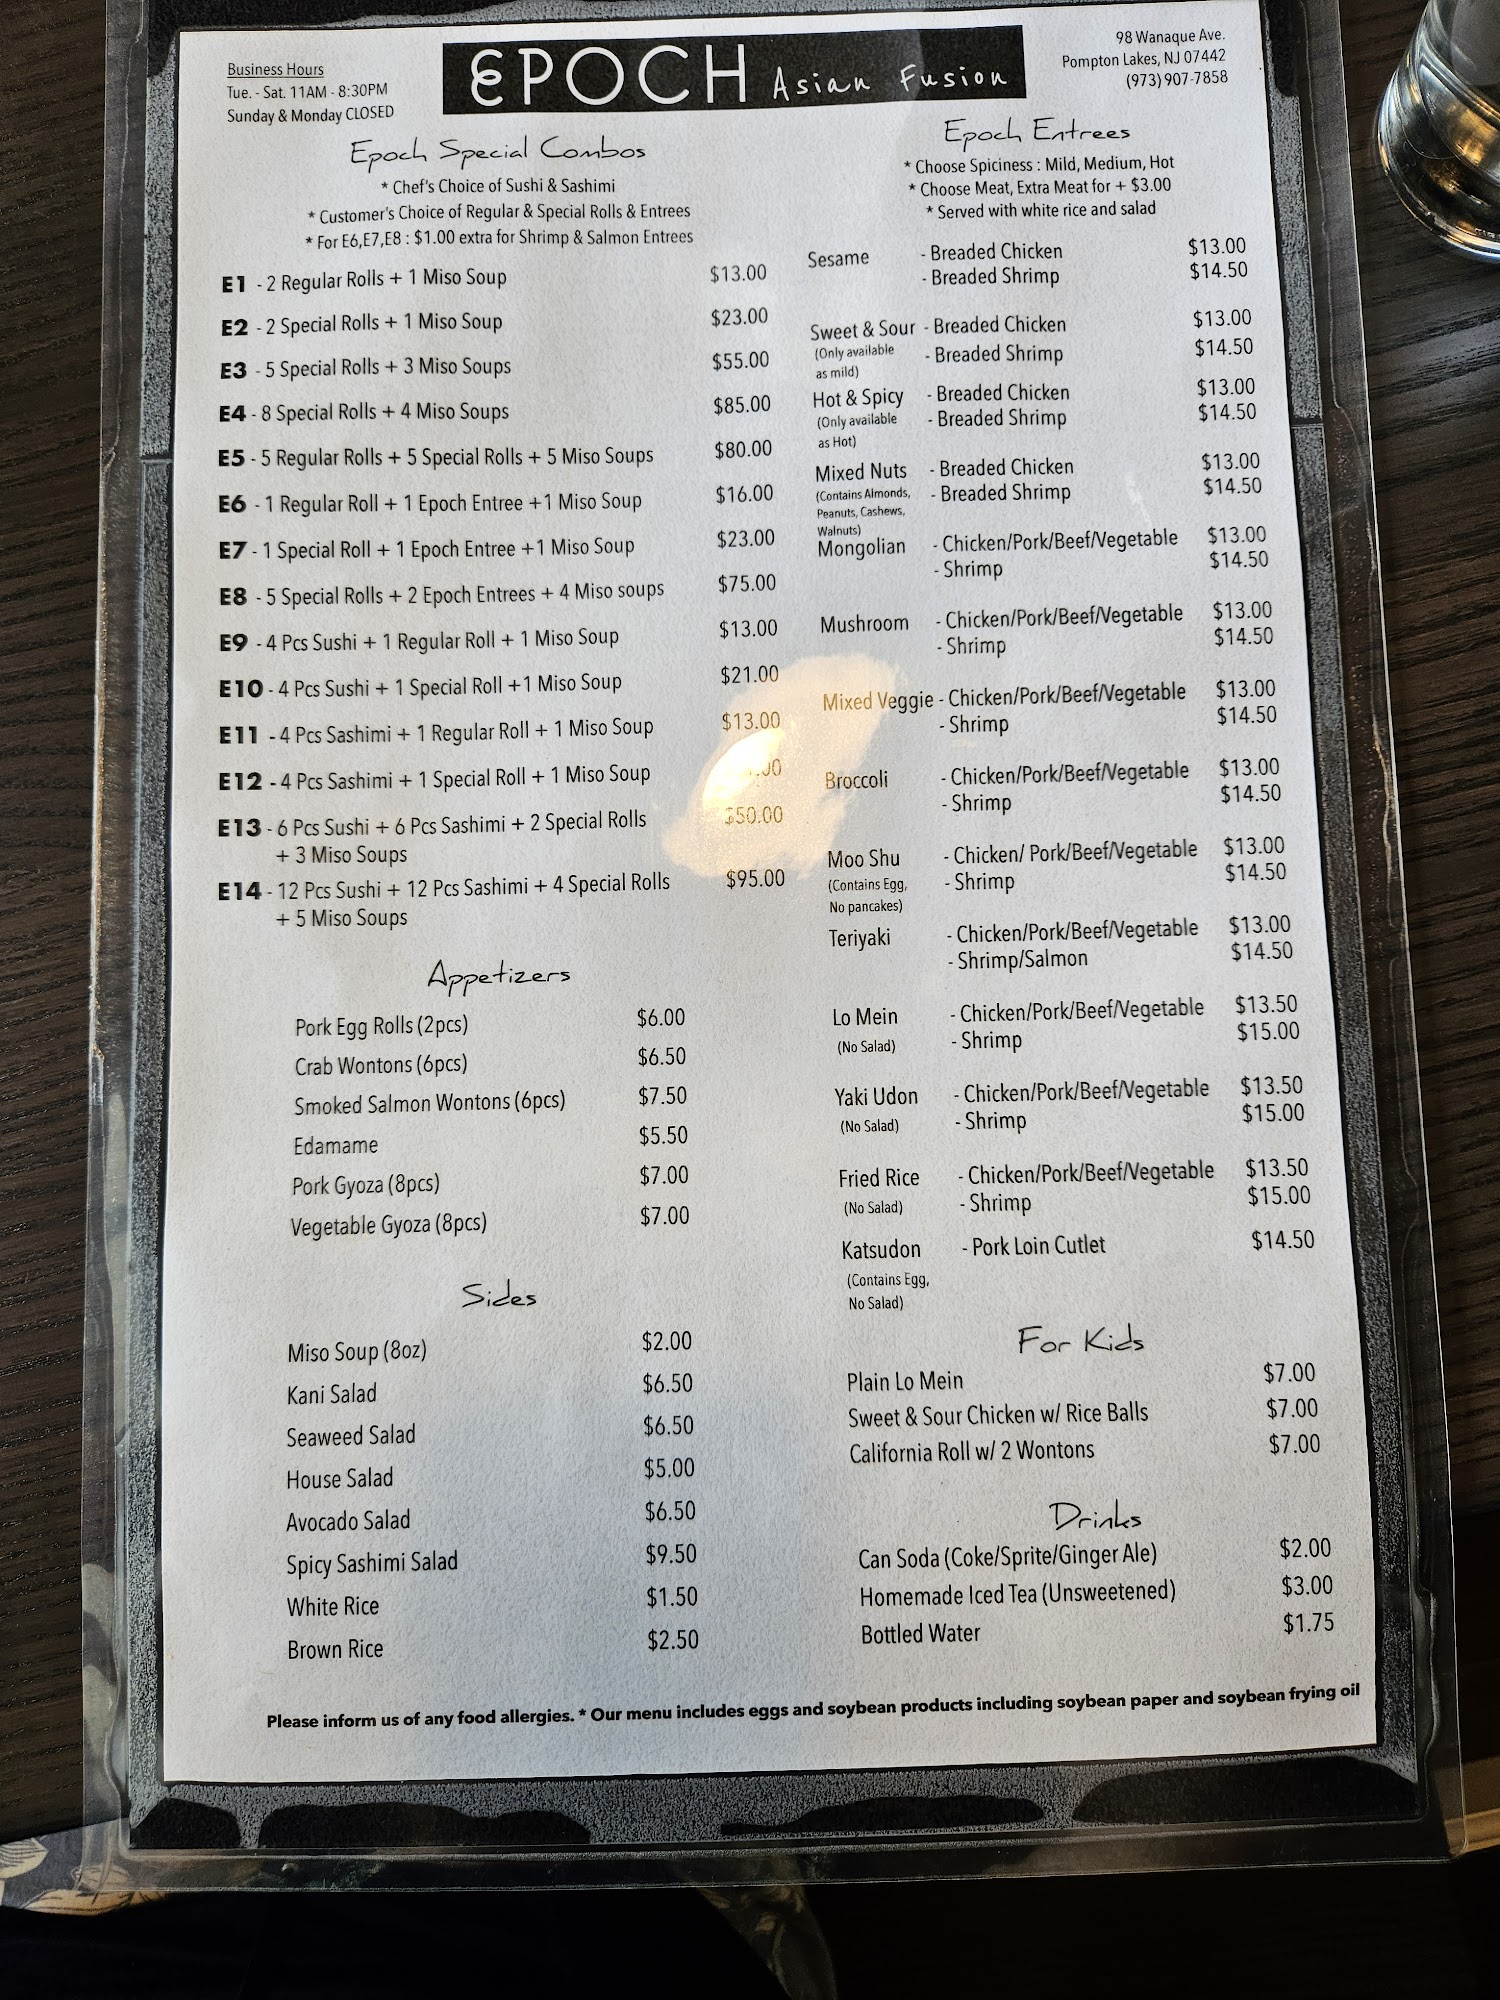 Business Hours
Tue. - Sat. 11AM - 8:30PM
Sunday & Monday CLOSED
EPOCH Asian Fusion
98 Wanaque Ave.
Pompton Lakes, NJ 07442
(973) 907-7858
Epoch Special Combos
* Chef's Choice of Sushi & Sashimi
* Customer's Choice of Regular & Special Rolls & Entrees
* For E6,E7,E8 : $1.00 extra for Shrimp & Salmon Entrees
E1 - 2 Regular Rolls + 1 Miso Soup $13.00
E2 - 2 Special Rolls + 1 Miso Soup $23.00
E3 - 5 Special Rolls + 3 Miso Soups $55.00
E4 - 8 Special Rolls + 4 Miso Soups $85.00
E5 - 5 Regular Rolls + 5 Special Rolls + 5 Miso Soups $80.00
E6 - 1 Regular Roll + 1 Epoch Entree +1 Miso Soup $16.00
E7 - 1 Special Roll + 1 Epoch Entree +1 Miso Soup $23.00
E8 - 5 Special Rolls + 2 Epoch Entrees + 4 Miso soups $75.00
E9 - 4 Pcs Sushi + 1 Regular Roll + 1 Miso Soup $13.00
E10 - 4 Pcs Sushi + 1 Special Roll +1 Miso Soup $21.00
E11 - 4 Pcs Sashimi + 1 Regular Roll + 1 Miso Soup $13.00
E12 - 4 Pcs Sashimi + 1 Special Roll + 1 Miso Soup
E13 - 6 Pcs Sushi + 6 Pcs Sashimi + 2 Special Rolls $50.00
+ 3 Miso Soups
E14 - 12 Pcs Sushi + 12 Pcs Sashimi + 4 Special Rolls $95.00
+ 5 Miso Soups
Appetizers
Pork Egg Rolls (2pcs) $6.00
Crab Wontons (6pcs) $6.50
Smoked Salmon Wontons (6pcs) $7.50
Edamame $5.50
Pork Gyoza (8pcs) $7.00
Vegetable Gyoza (8pcs) $7.00
Sides
Miso Soup (8oz) $2.00
Kani Salad $6.50
Seaweed Salad $6.50
House Salad $5.00
Avocado Salad $6.50
Spicy Sashimi Salad $9.50
White Rice $1.50
Brown Rice $2.50
Epoch Entrees
* Choose Spiciness : Mild, Medium, Hot
* Choose Meat, Extra Meat for + $3.00
* Served with white rice and salad
Sesame - Breaded Chicken $13.00
- Breaded Shrimp $14.50
Sweet & Sour - Breaded Chicken $13.00
(Only available - Breaded Shrimp $14.50
as mild)
Hot & Spicy - Breaded Chicken $13.00
(Only available - Breaded Shrimp $14.50
as Hot)
Mixed Nuts - Breaded Chicken $13.00
(Contains Almonds, - Breaded Shrimp $14.50
Peanuts, Cashews,
Walnuts)
Mongolian - Chicken/Pork/Beef/Vegetable $13.00
- Shrimp $14.50
Mushroom - Chicken/Pork/Beef/Vegetable $13.00
- Shrimp $14.50
Mixed Veggie - Chicken/Pork/Beef/Vegetable $13.00
- Shrimp $14.50
Broccoli - Chicken/Pork/Beef/Vegetable $13.00
- Shrimp $14.50
Moo Shu - Chicken/ Pork/Beef/Vegetable $13.00
(Contains Egg, - Shrimp $14.50
No pancakes)
Teriyaki - Chicken/Pork/Beef/Vegetable $13.00
- Shrimp/Salmon $14.50
Lo Mein - Chicken/Pork/Beef/Vegetable $13.50
(No Salad) - Shrimp $15.00
Yaki Udon - Chicken/Pork/Beef/Vegetable $13.50
(No Salad) - Shrimp $15.00
Fried Rice - Chicken/Pork/Beef/Vegetable $13.50
(No Salad) - Shrimp $15.00
Katsudon - Pork Loin Cutlet $14.50
(Contains Egg,
No Salad)
For Kids
Plain Lo Mein $7.00
Sweet & Sour Chicken w/ Rice Balls $7.00
California Roll w/ 2 Wontons $7.00
Drinks
Can Soda (Coke/Sprite/Ginger Ale) $2.00
Homemade Iced Tea (Unsweetened) $3.00
Bottled Water $1.75
Please inform us of any food allergies. * Our menu includes eggs and soybean products including soybean paper and soybean frying oil